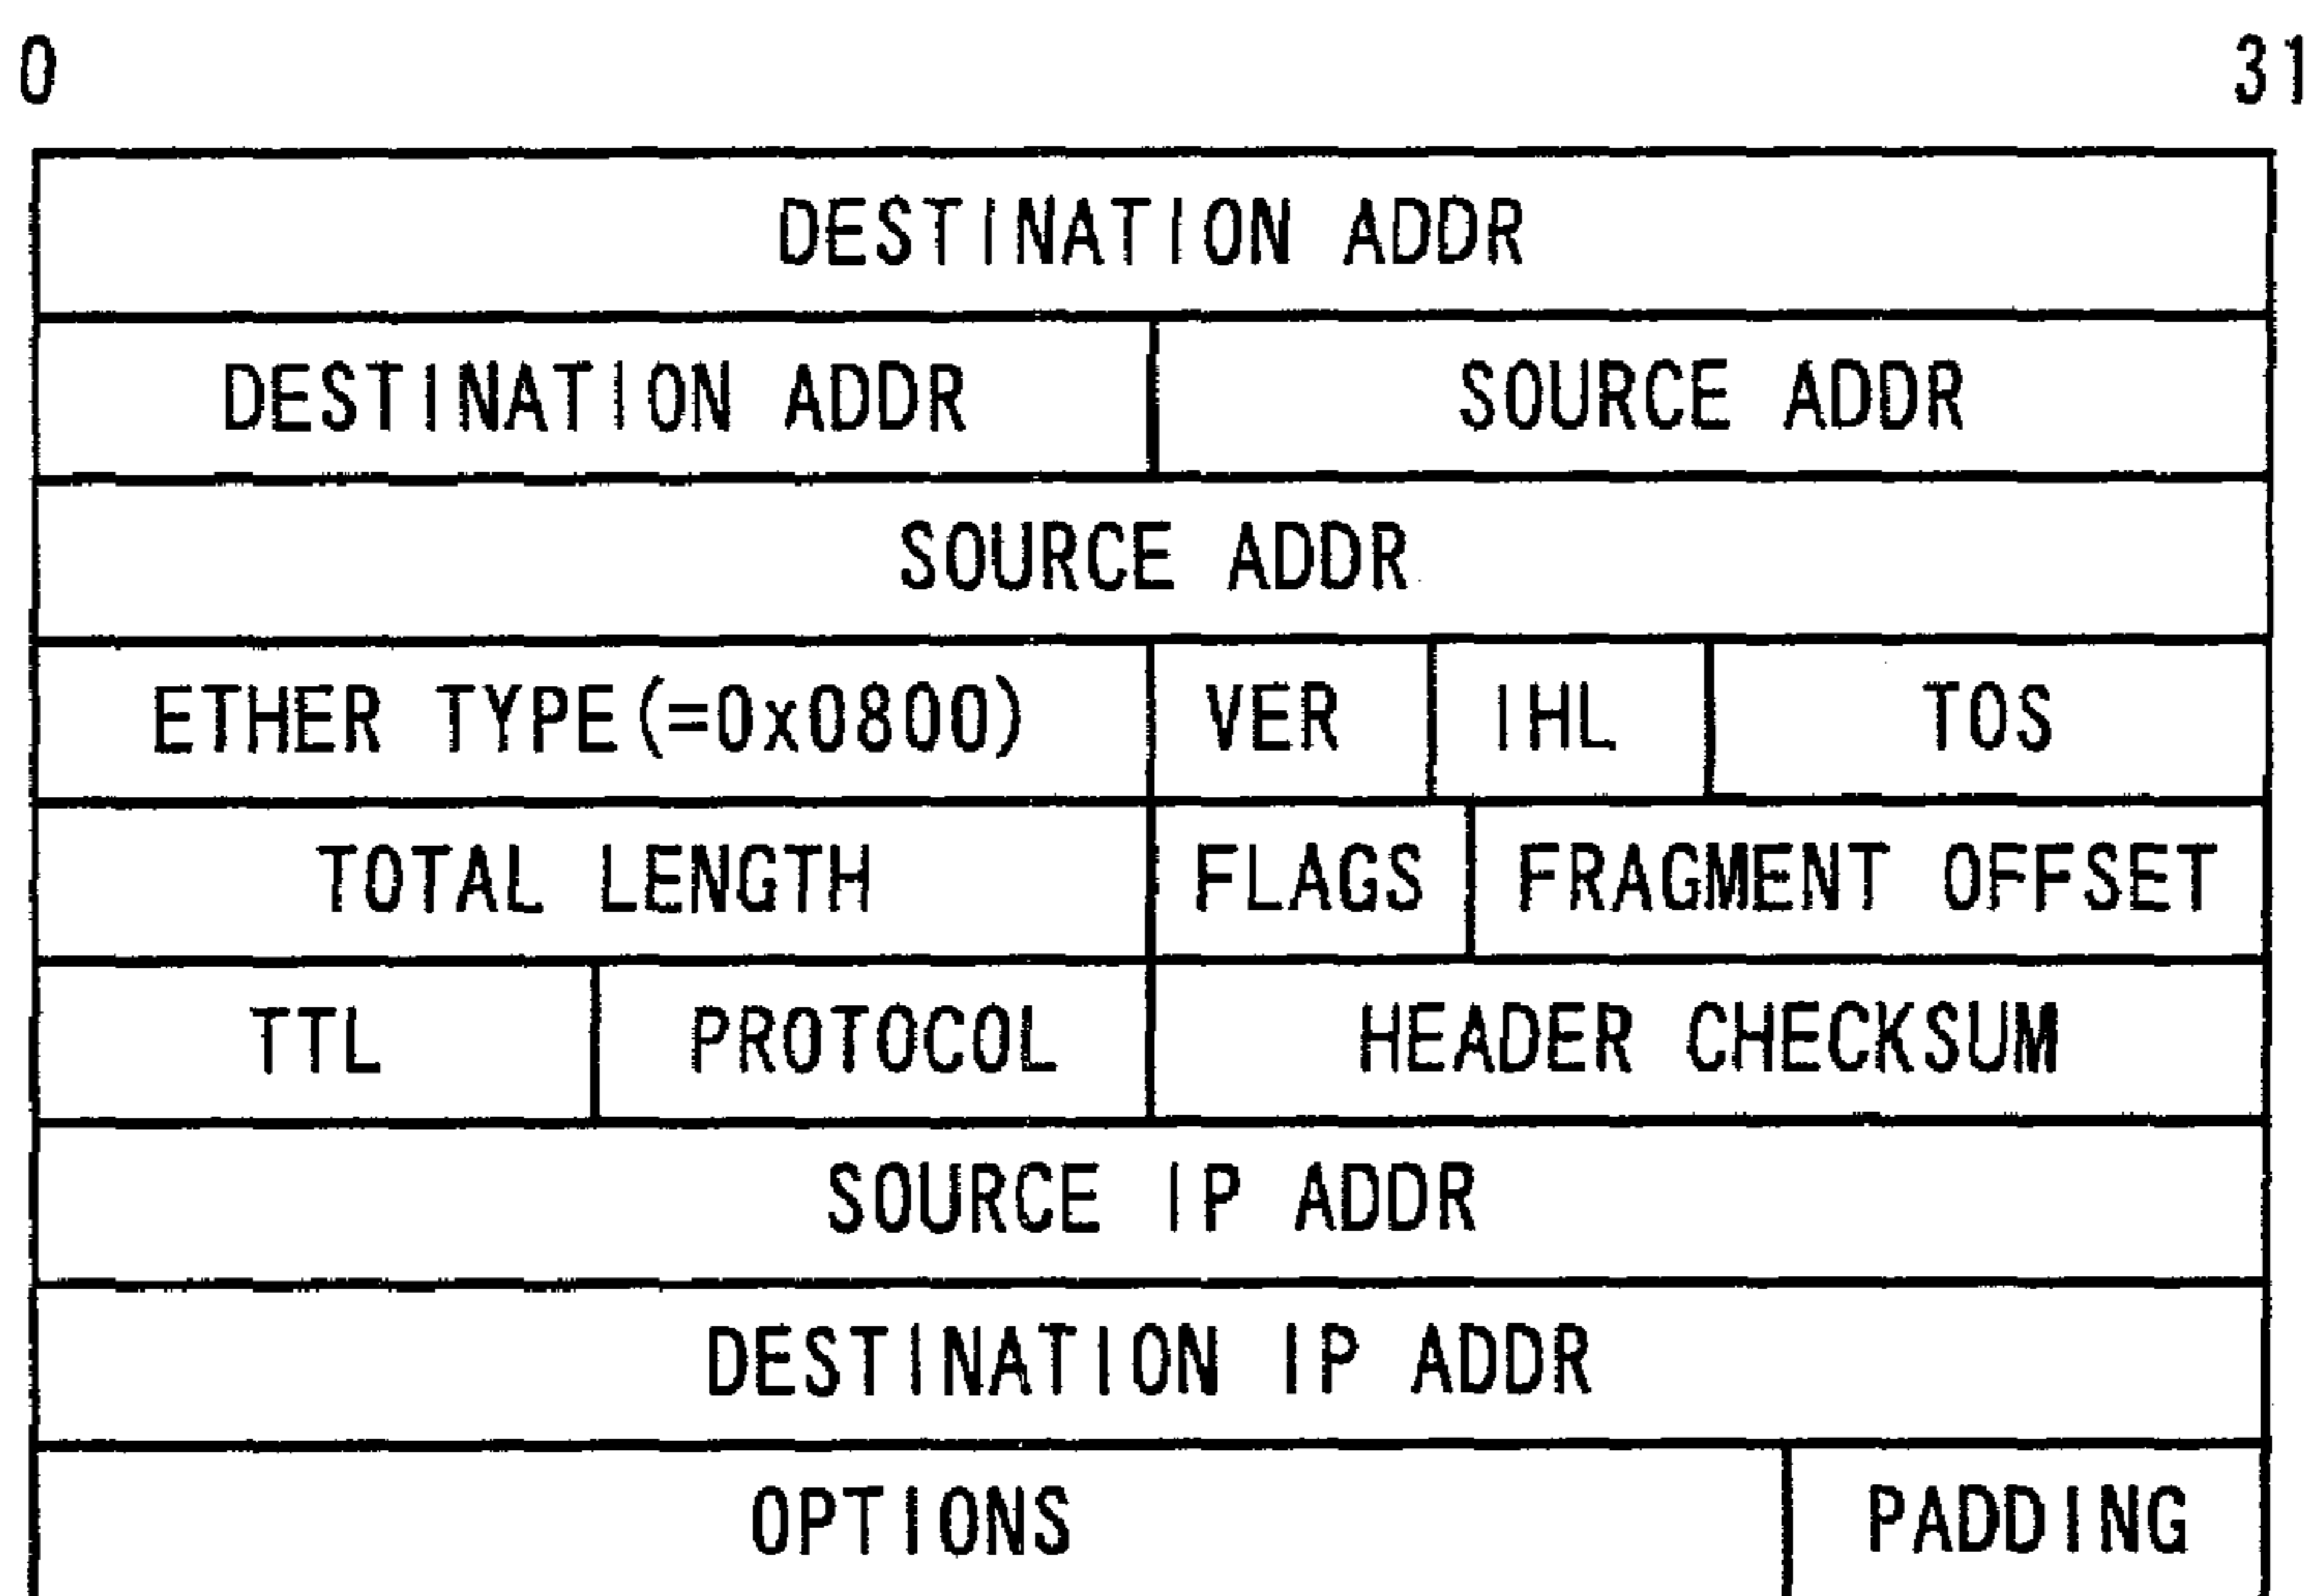 0 31
DESTINATION ADDR
DESTINATION ADDR SOURCE ADDR
SOURCE ADDR
ETHER TYPE(=0x0800) VER IHL TOS
TOTAL LENGTH FLAGS FRAGMENT OFFSET
TTL PROTOCOL HEADER CHECKSUM
SOURCE IP ADDR
DESTINATION IP ADDR
OPTIONS PADDING